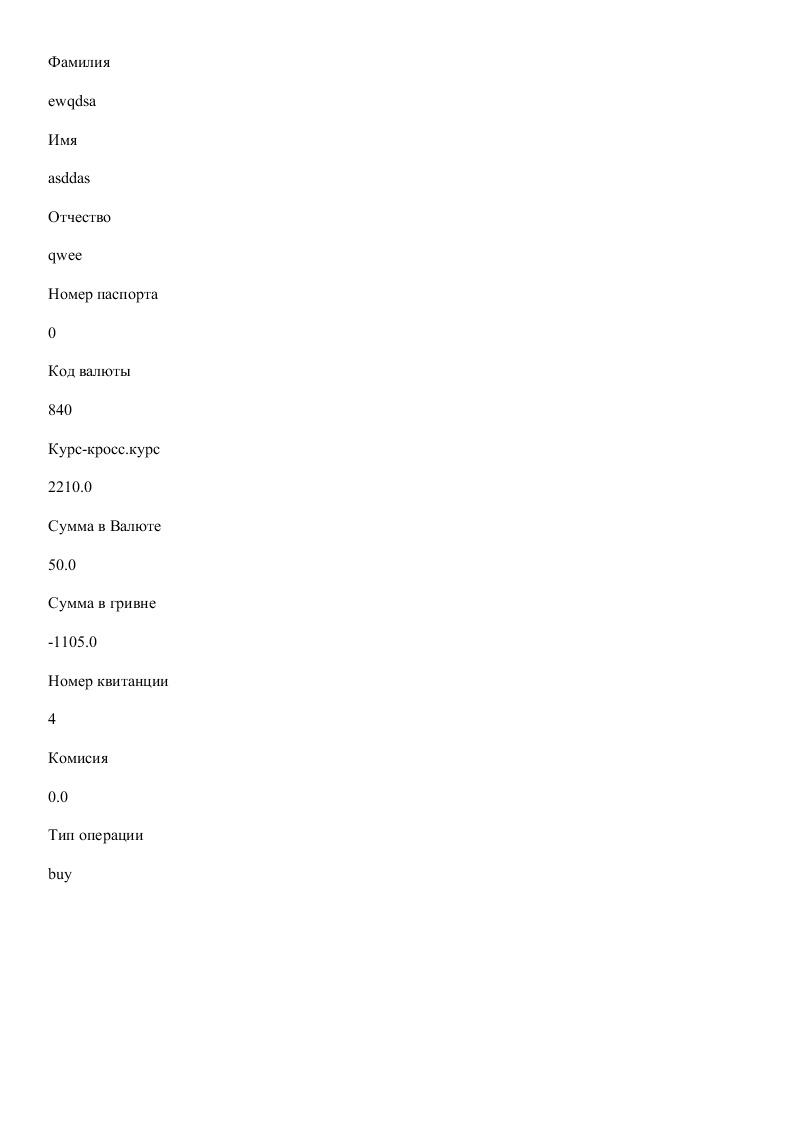 Фамилия
ewqdsa
Имя
asddas
Отчество
qwee
Номер паспорта
0
Код валюты
840
Курс-кросс.курс
2210.0
Сумма в Валюте
50.0
Сумма в гривне
-1105.0
Номер квитанции
4
Комисия
0.0
Тип операции
buy